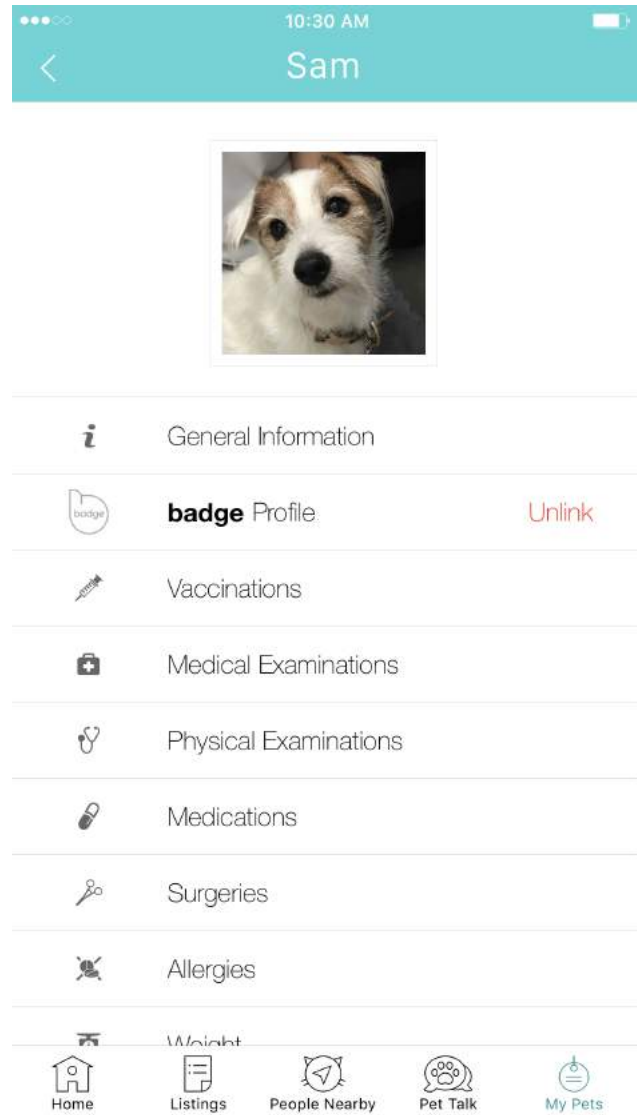 10:30 AM
Sam
General Information
badge
badge Profile Unlink
Vaccinations
Medical Examinations
Physical Examinations
Medications
Surgeries
Allergies
Weight
Home Listings People Nearby Pet Talk My Pets